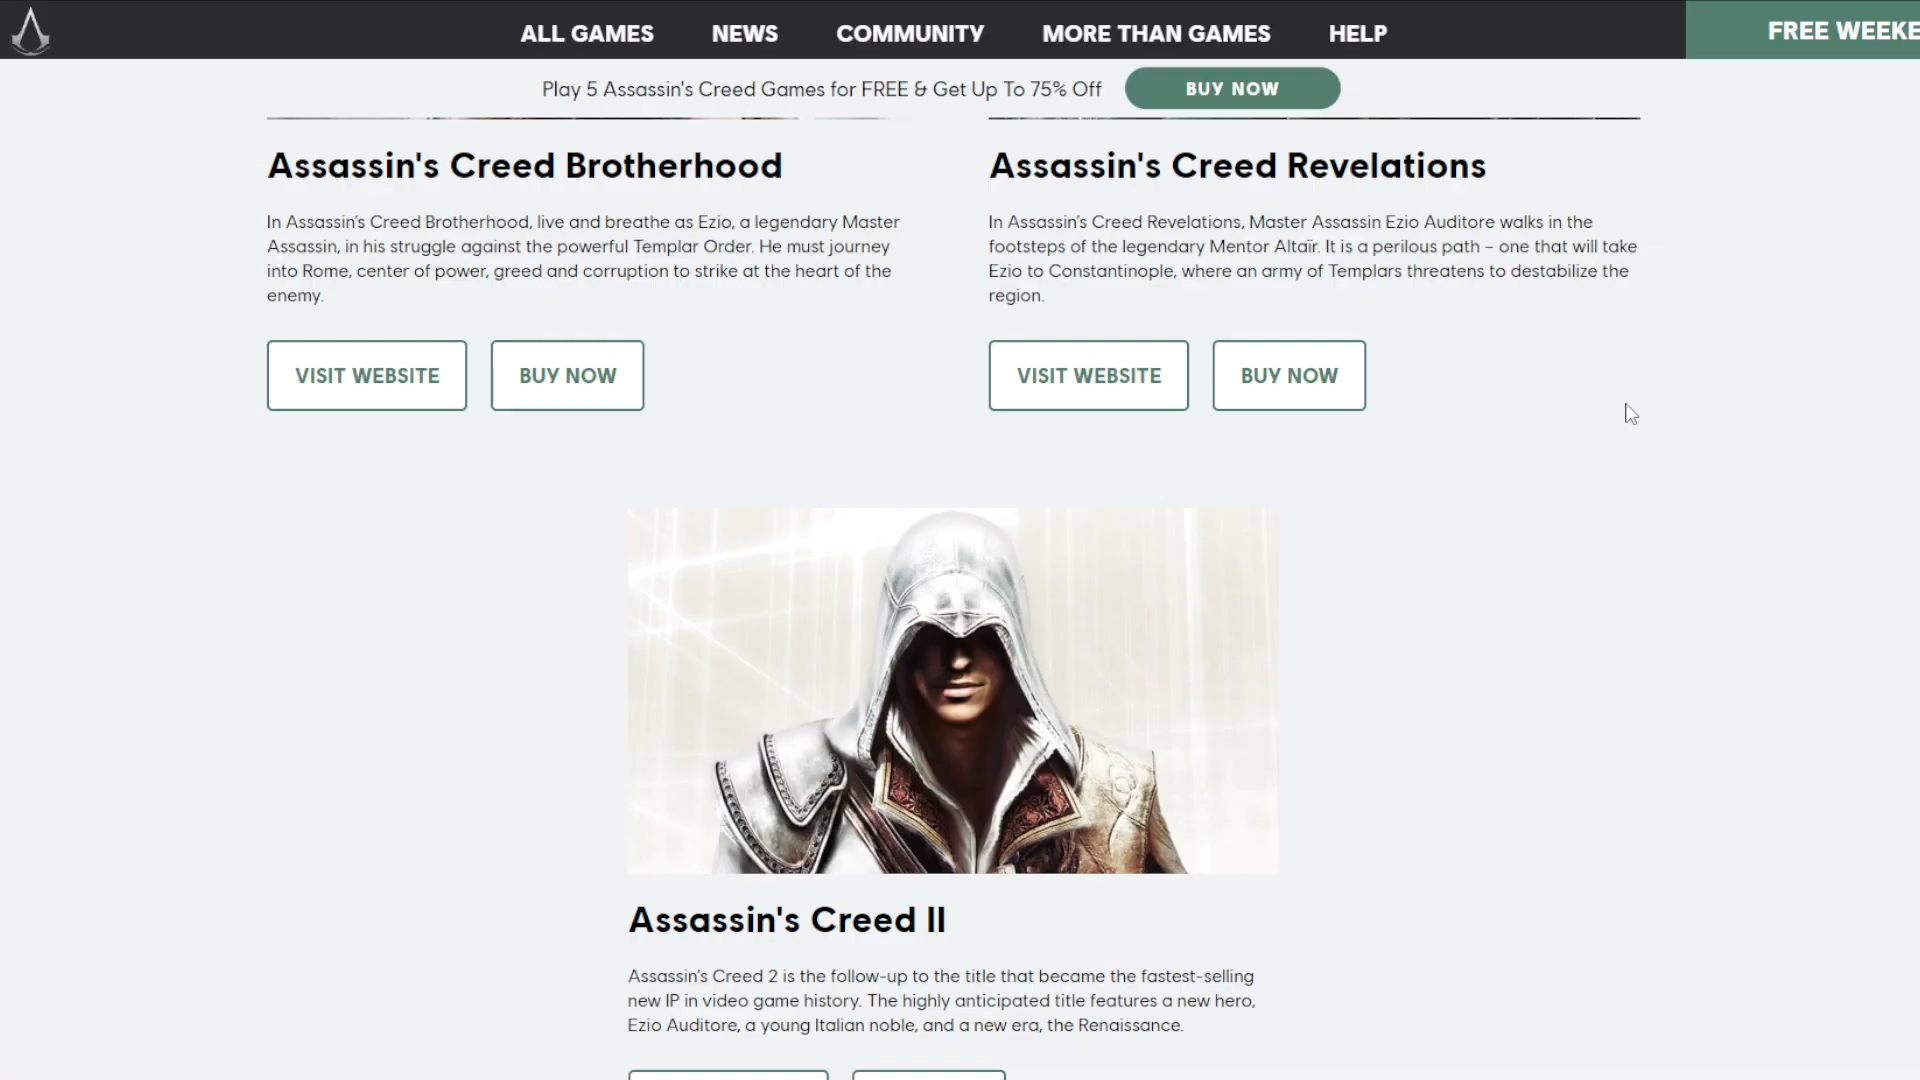 ALL GAMES NEWS COMMUNITY MORE THAN GAMES HELP FREE WEEKE
Play 5 Assassin's Creed Games for FREE & Get Up To 75% Off BUY NOW
Assassin's Creed Brotherhood
In Assassin's Creed Brotherhood, live and breathe as Ezio, a legendary Master
Assassin, in his struggle against the powerful Templar Order. He must journey
into Rome, center of power, greed and corruption to strike at the heart of the
enemy.
VISIT WEBSITE BUY NOW
Assassin's Creed Revelations
In Assassin's Creed Revelations, Master Assassin Ezio Auditore walks in the
footsteps of the legendary Mentor Altaïr. It is a perilous path – one that will take
Ezio to Constantinople, where an army of Templars threatens to destabilize the
region.
VISIT WEBSITE BUY NOW
Assassin's Creed II
Assassin's Creed 2 is the follow-up to the title that became the fastest-selling
new IP in video game history. The highly anticipated title features a new hero,
Ezio Auditore, a young Italian noble, and a new era, the Renaissance.